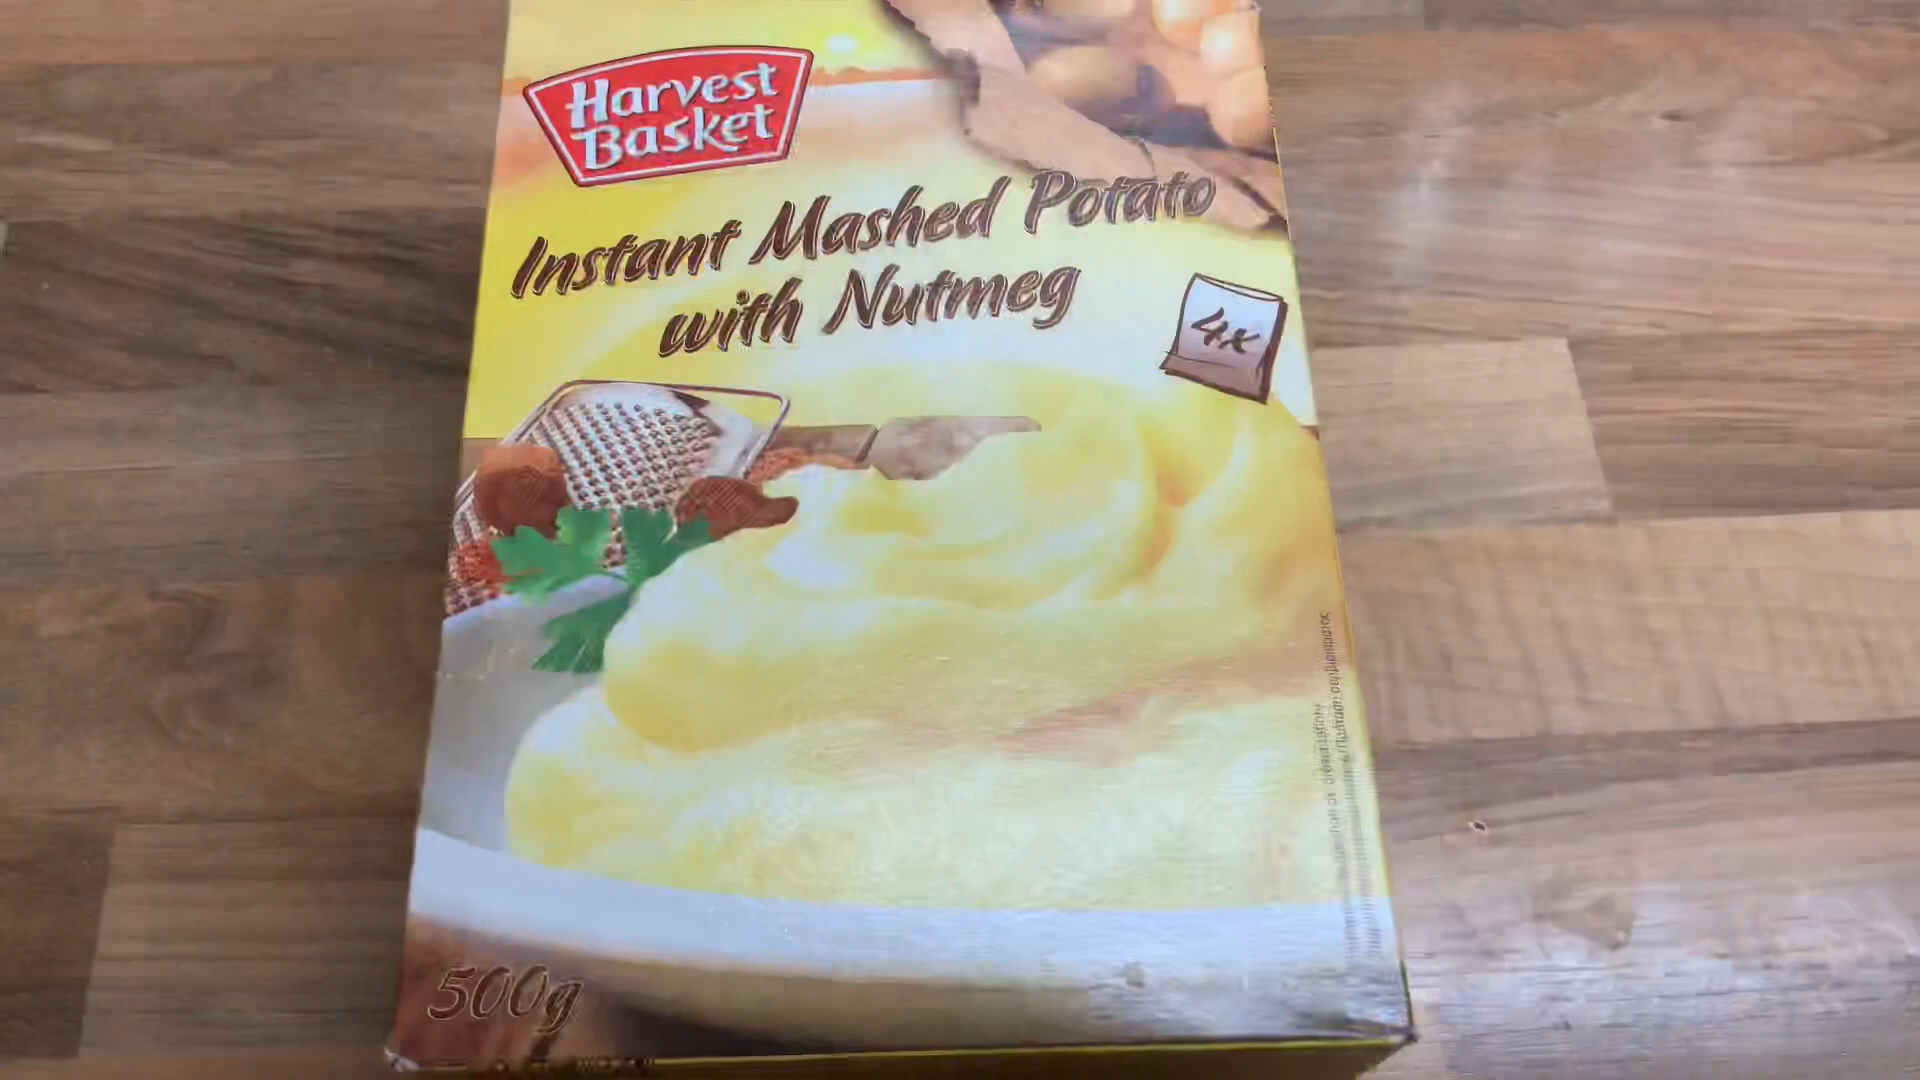 Harvest
Basket
Instant Mashed Potato
with Nutmeg
4x
500g